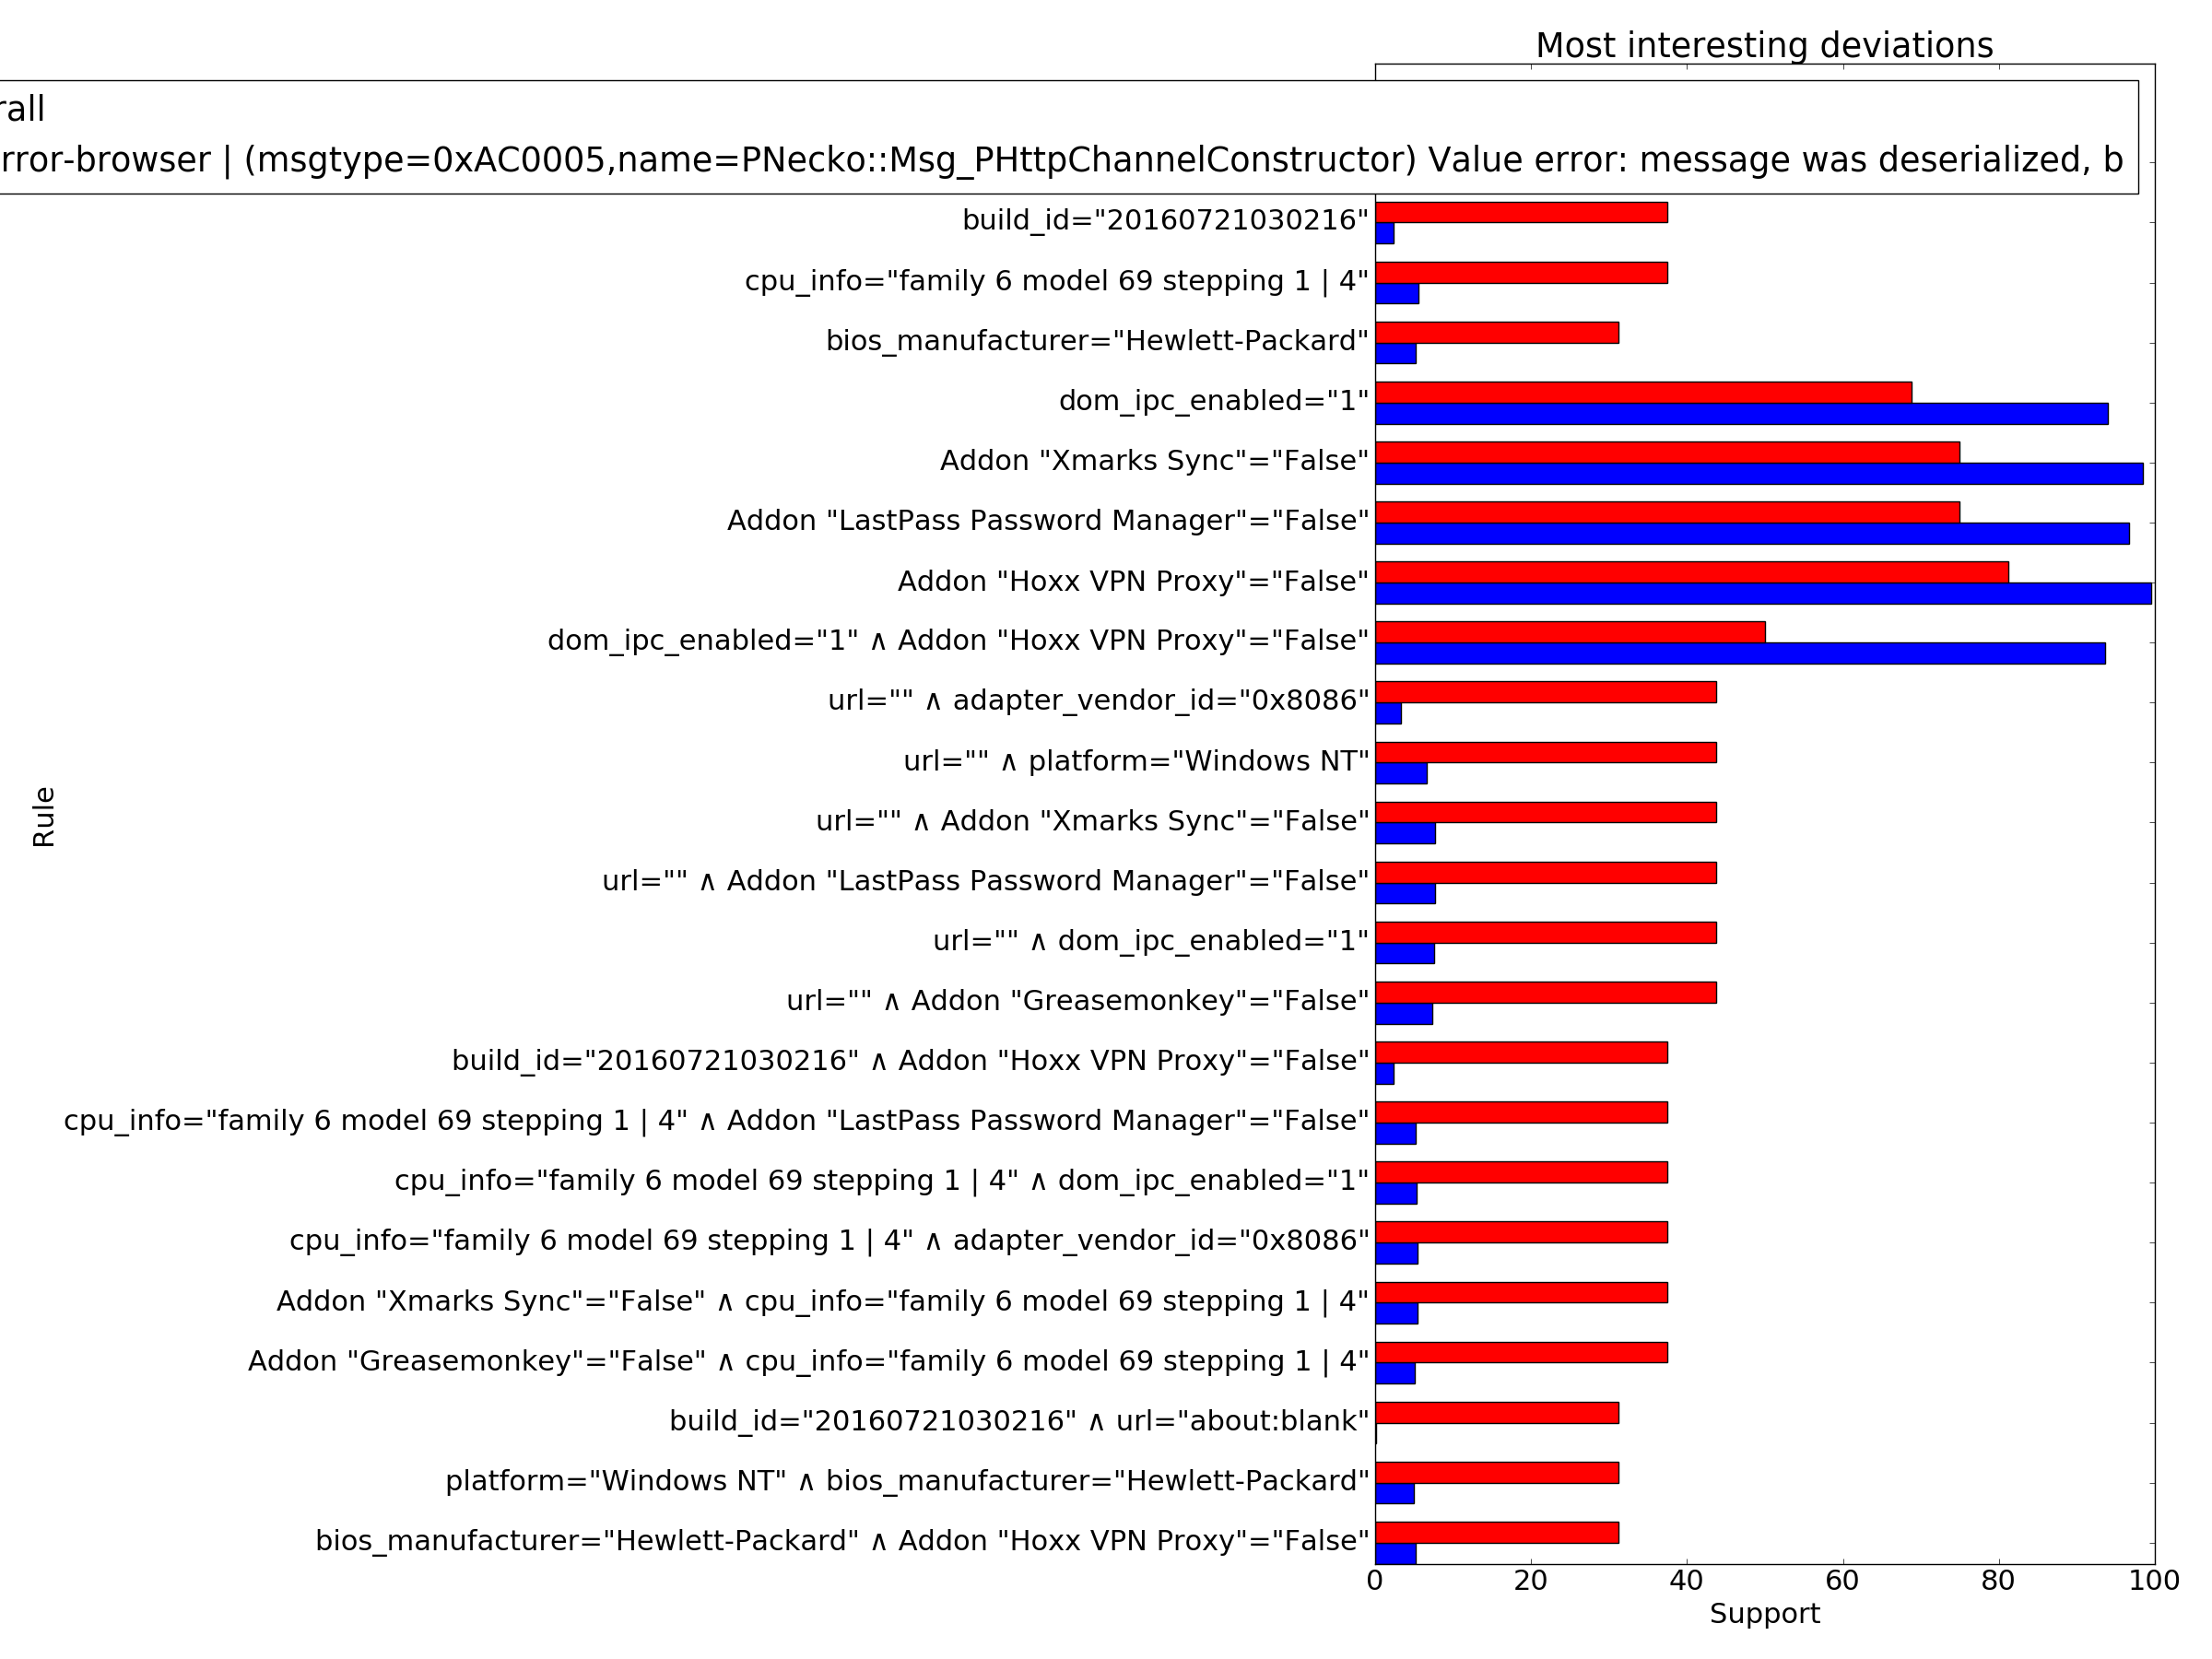 Most interesting deviations
rall
rror-browser | (msgtype=0xAC0005,name=PNecko::Msg_PHttpChannelConstructor) Value error: message was deserialized, b
build_id="20160721030216"
cpu_info="family 6 model 69 stepping 1 | 4"
bios_manufacturer="Hewlett-Packard"
dom_ipc_enabled="1"
Addon "Xmarks Sync"="False"
Addon "LastPass Password Manager"="False"
Addon "Hoxx VPN Proxy"="False"
dom_ipc_enabled="1" ∧ Addon "Hoxx VPN Proxy"="False"
url="" ∧ adapter_vendor_id="0x8086"
url="" ∧ platform="Windows NT"
Rule
url="" ∧ Addon "Xmarks Sync"="False"
url="" ∧ Addon "LastPass Password Manager"="False"
url="" ∧ dom_ipc_enabled="1"
url="" ∧ Addon "Greasemonkey"="False"
build_id="20160721030216" ∧ Addon "Hoxx VPN Proxy"="False"
cpu_info="family 6 model 69 stepping 1 | 4" ∧ Addon "LastPass Password Manager"="False"
cpu_info="family 6 model 69 stepping 1 | 4" ∧ dom_ipc_enabled="1"
cpu_info="family 6 model 69 stepping 1 | 4" ∧ adapter_vendor_id="0x8086"
Addon "Xmarks Sync"="False" ∧ cpu_info="family 6 model 69 stepping 1 | 4"
Addon "Greasemonkey"="False" ∧ cpu_info="family 6 model 69 stepping 1 | 4"
build_id="20160721030216" ∧ url="about:blank"
platform="Windows NT" ∧ bios_manufacturer="Hewlett-Packard"
bios_manufacturer="Hewlett-Packard" ∧ Addon "Hoxx VPN Proxy"="False"
0 20 40 60 80 100
Support